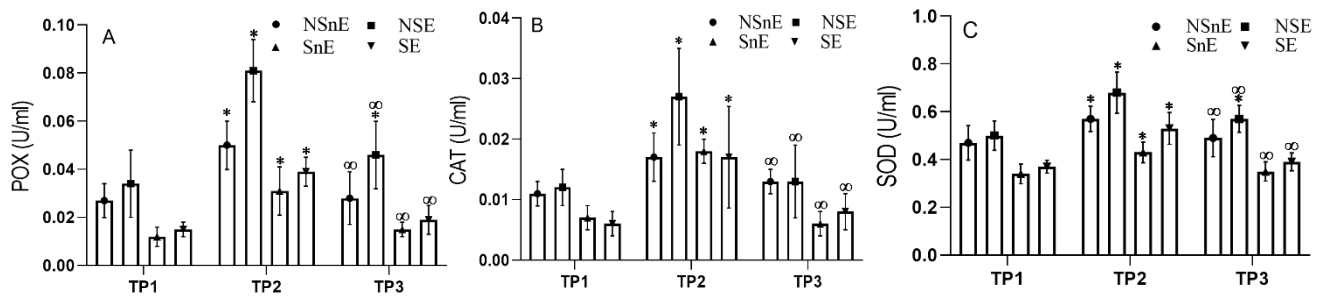 A
NSnE NSE
SnE SE
POX (U/ml)
0.10
0.08
0.06
0.04
0.02
0.00
* * * *
∞ ∞ * ∞ ∞
TP1 TP2 TP3
B
NSnE NSE
SnE SE
CAT (U/ml)
0.04
0.03
0.02
0.01
0.00
* * * *
∞ ∞ ∞ ∞
TP1 TP2 TP3
C
NSnE NSE
SnE SE
SOD (U/ml)
1.0
0.8
0.6
0.4
0.2
0.0
* * * *
∞ ∞ * ∞ ∞
TP1 TP2 TP3